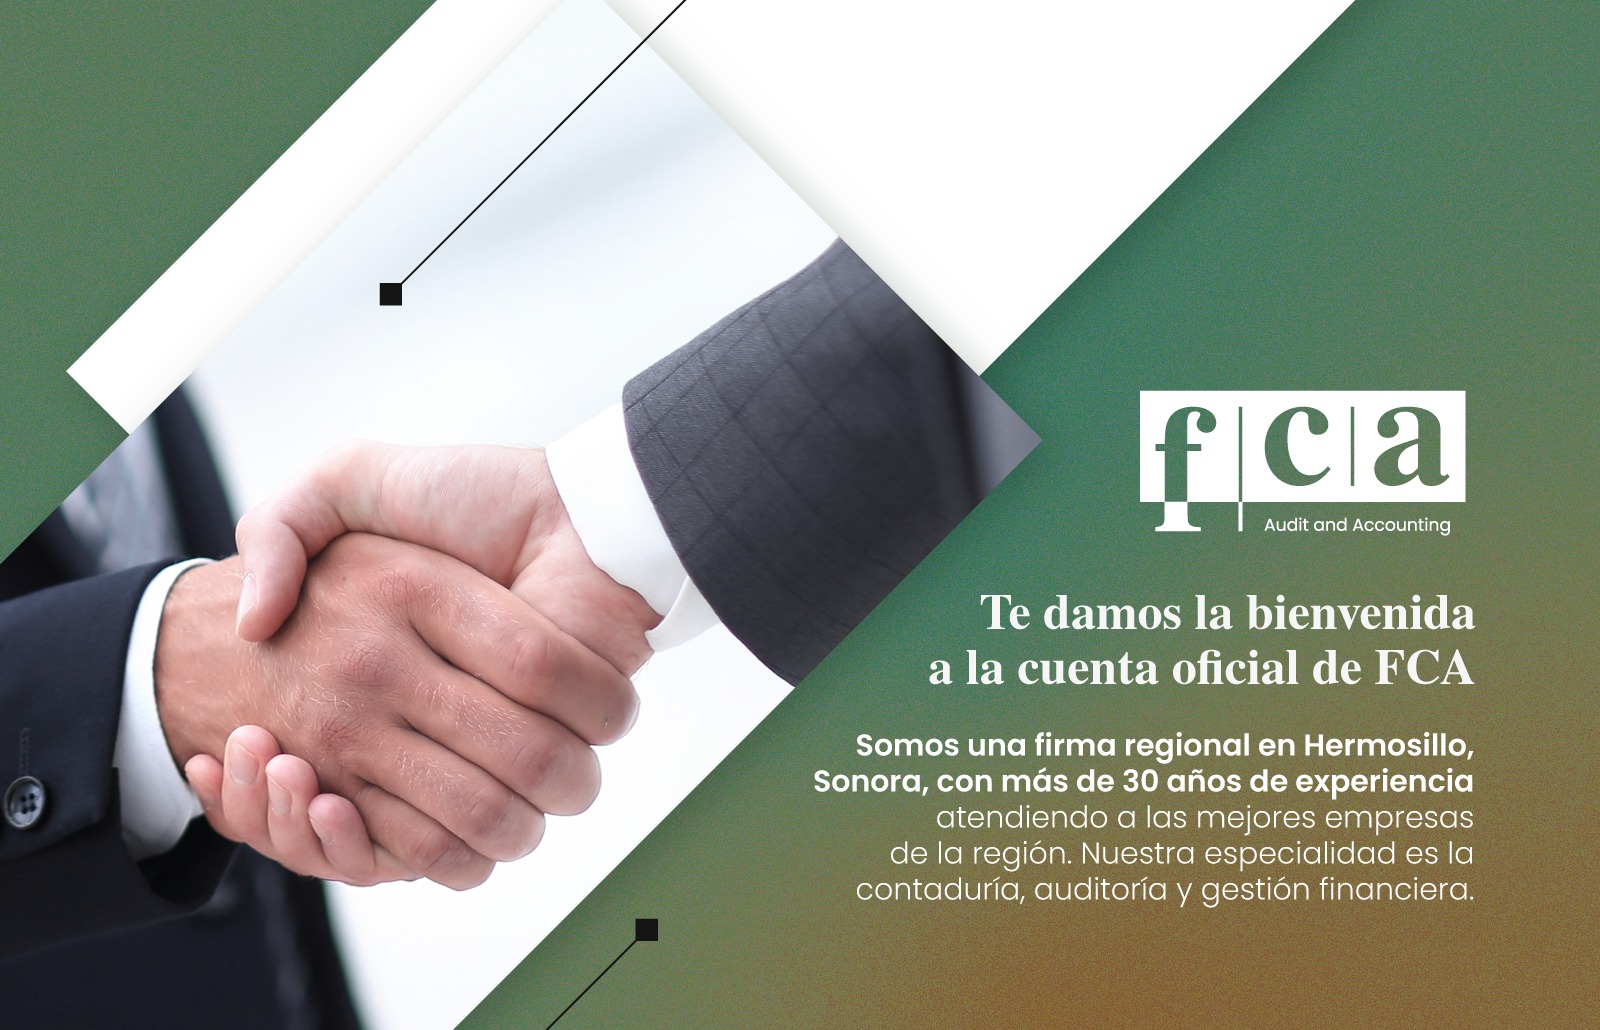 fca
Audit and Accounting
Te damos la bienvenida
a la cuenta oficial de FCA
Somos una firma regional en Hermosillo,
Sonora, con más de 30 años de experiencia
atendiendo a las mejores empresas
de la región. Nuestra especialidad es la
contaduría, auditoría y gestión financiera.